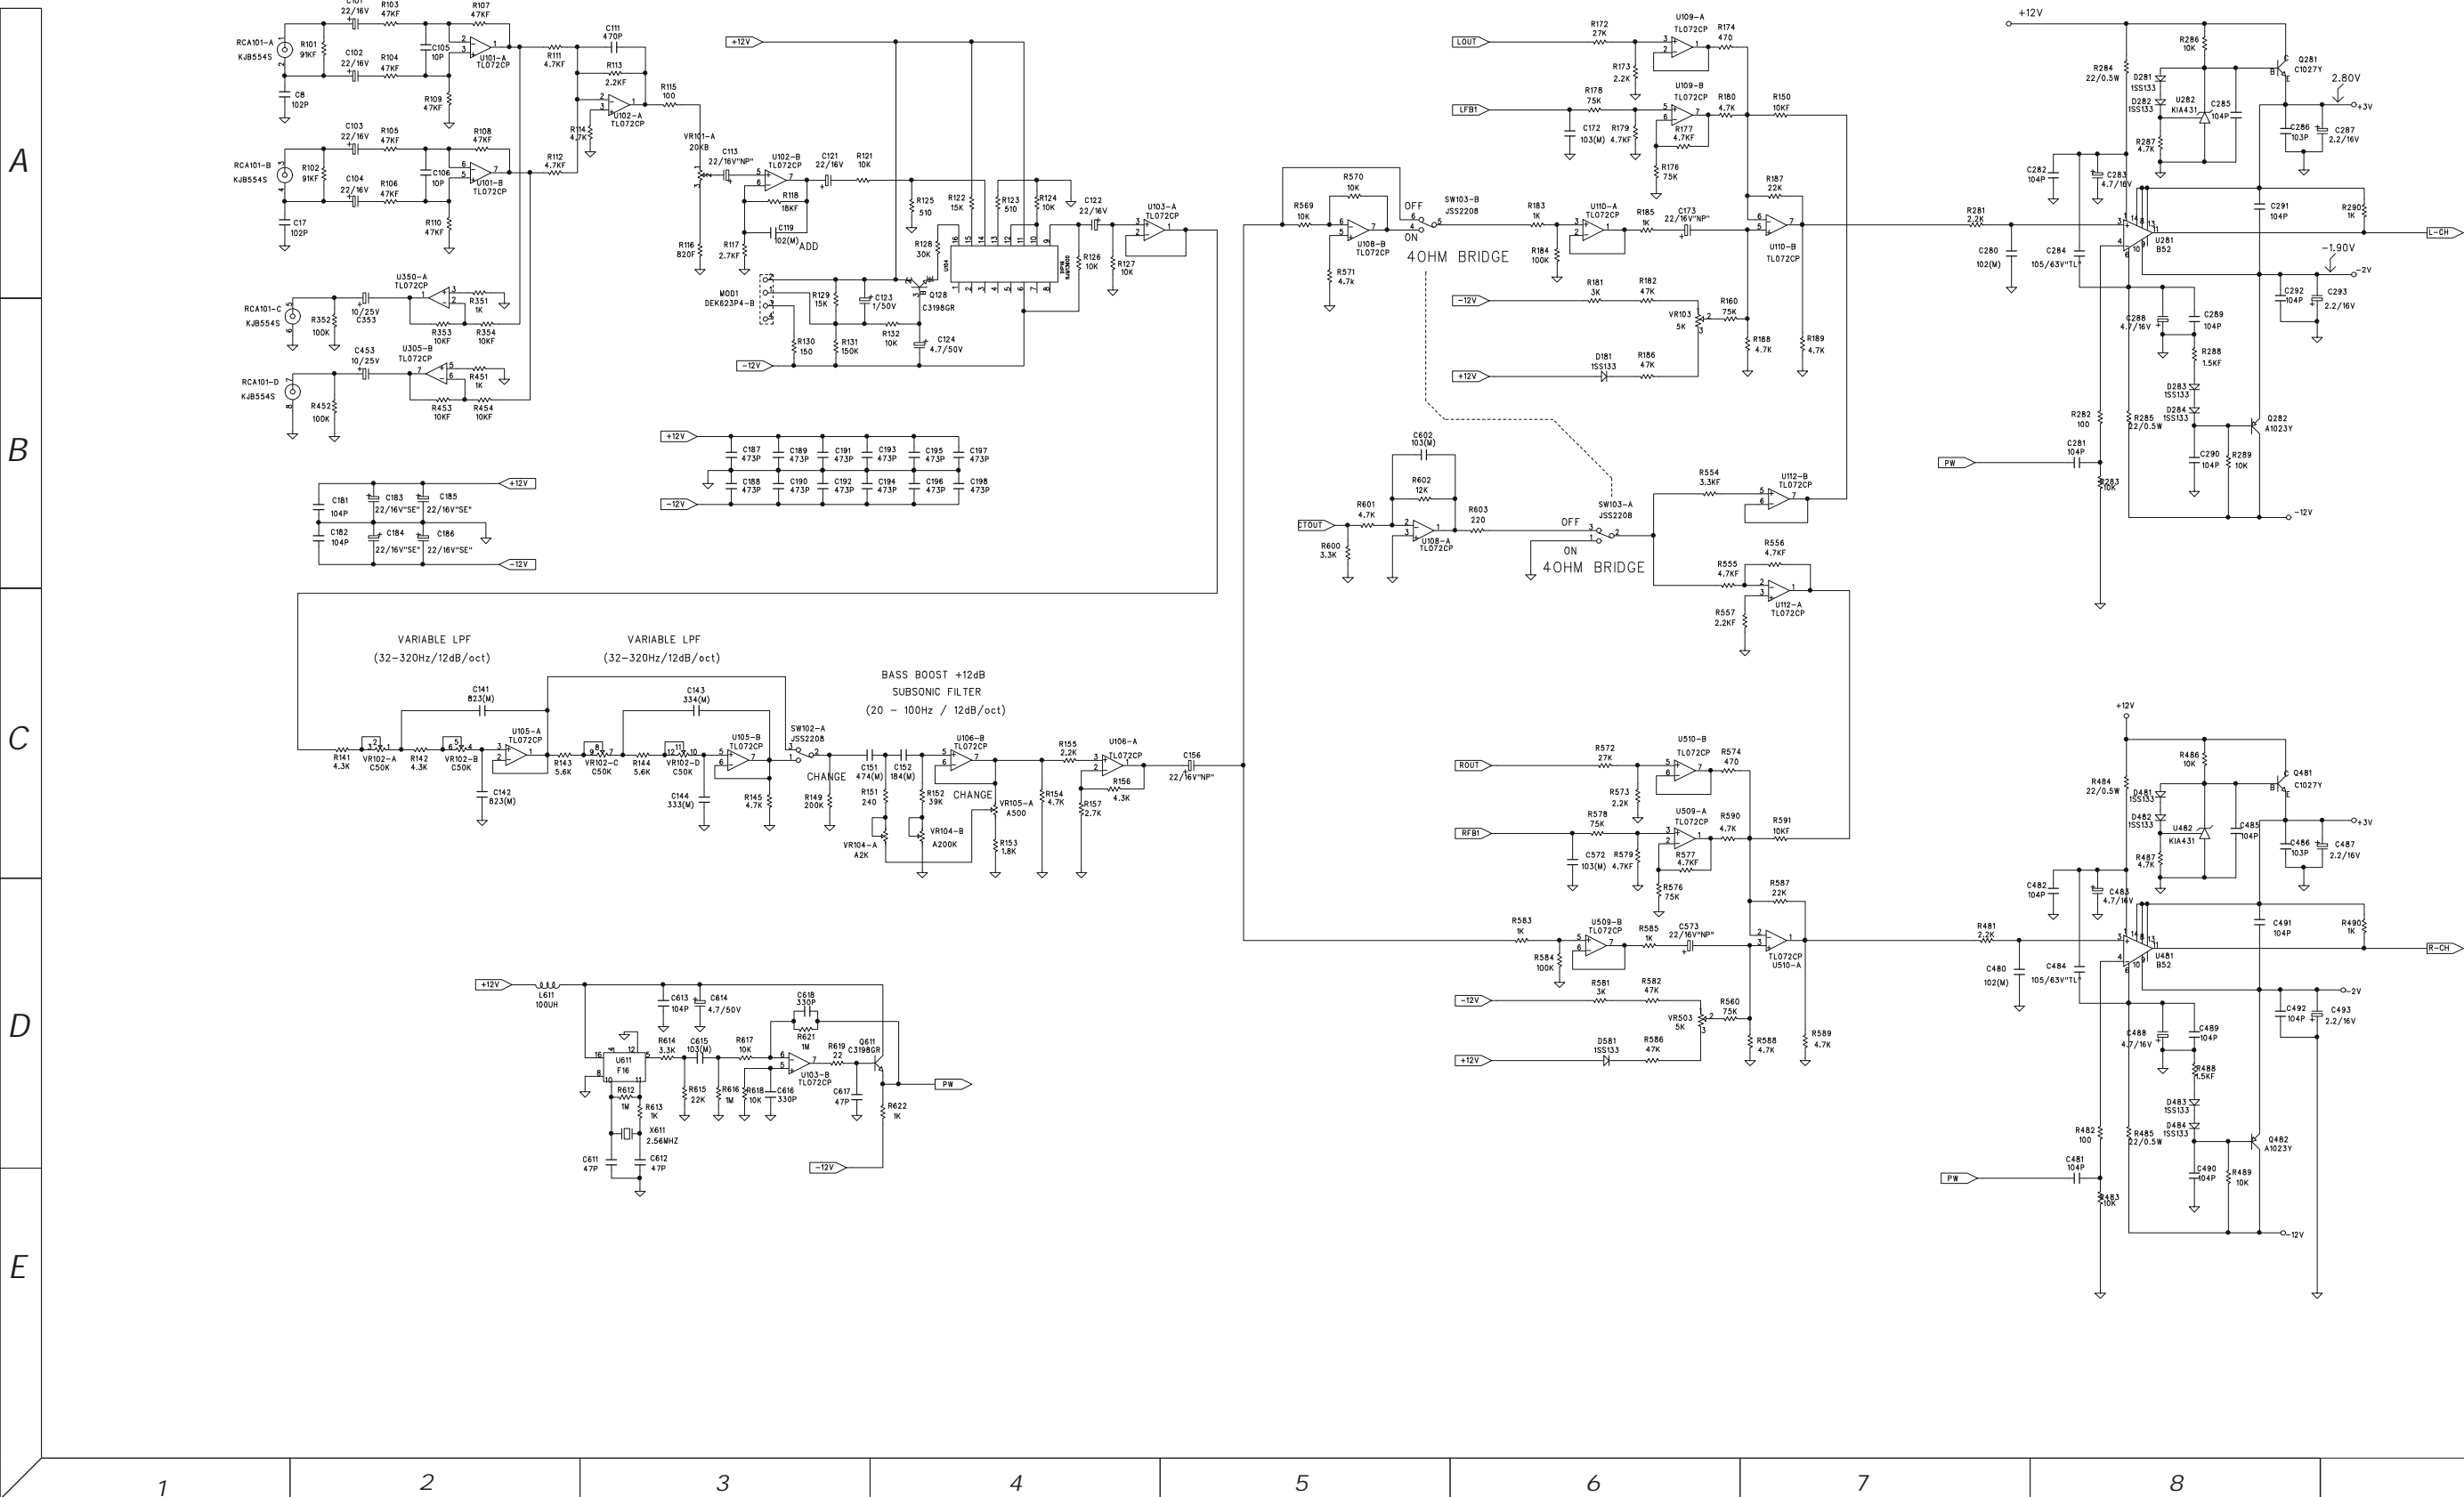 A
B
C
D
E
1
2
3
4
5
6
7
8
RCA101-A
KJB554S
R101
91KF
C8
102P
C101
22/16V
C102
22/16V
R103
47KF
R104
47KF
C105
10P
R107
47KF
R109
47KF
U101-A
TL072CP
RCA101-B
KJB554S
R102
91KF
C17
102P
C103
22/16V
C104
22/16V
R105
47KF
R106
47KF
C106
10P
R108
47KF
R110
47KF
U101-B
TL072CP
R111
4.7KF
R112
4.7KF
C111
470P
R113
2.2KF
R114
4.7K
U102-A
TL072CP
R115
100
VR101-A
20KB
R116
820F
C113
22/16V"NP"
U102-B
TL072CP
R118
18KF
C119
102(M)
ADD
R117
2.7KF
C121
22/16V
R121
10K
R125
510
R122
15K
R123
510
R124
10K
C122
22/16V
U103-A
TL072CP
R126
10K
R127
10K
R128
30K
U104
Q128
C3198GR
MOD1
DEK623P4-B
R129
15K
C123
1/50V
R130
150
R131
150K
R132
10K
C124
4.7/50V
+12V
-12V
RCA101-C
KJB554S
R352
100K
10/25V
C353
U350-A
TL072CP
R351
1K
R353
10KF
R354
10KF
RCA101-D
KJB554S
R452
100K
C453
10/25V
U305-B
TL072CP
R451
1K
R453
10KF
R454
10KF
+12V
-12V
C181
104P
C182
104P
C183
22/16V"SE"
C184
22/16V"SE"
C185
22/16V"SE"
C186
22/16V"SE"
+12V
-12V
C187
473P
C189
473P
C191
473P
C193
473P
C195
473P
C197
473P
C188
473P
C190
473P
C192
473P
C194
473P
C196
473P
C198
473P
VARIABLE LPF
(32-320Hz/12dB/oct)
VARIABLE LPF
(32-320Hz/12dB/oct)
BASS BOOST +12dB
SUBSONIC FILTER
(20 - 100Hz / 12dB/oct)
R141
4.3K
VR102-A
C50K
R142
4.3K
VR102-B
C50K
C141
823(M)
C142
823(M)
U105-A
TL072CP
R143
5.6K
VR102-C
C50K
R144
5.6K
VR102-D
C50K
C143
334(M)
C144
333(M)
U105-B
TL072CP
R145
4.7K
SW102-A
JSS2208
CHANGE
R149
200K
C151
474(M)
C152
184(M)
R151
240
R152
39K
VR104-A
A2K
VR104-B
A200K
U106-B
TL072CP
CHANGE
VR105-A
A500
R153
1.8K
R154
4.7K
R155
2.2K
U106-A
TL072CP
R156
4.3K
R157
2.7K
C156
22/16V"NP"
+12V
L611
100UH
U611
F16
R612
1M
R613
1K
X611
2.56MHZ
C611
47P
C612
47P
C613
104P
C614
4.7/50V
R614
3.3K
C615
103(M)
R615
22K
R616
1M
R617
10K
R618
10K
C616
330P
C618
330P
R621
1M
U103-B
TL072CP
R619
22
C617
47P
Q611
C3198GR
R622
1K
PW
-12V
R569
10K
R570
10K
R571
4.7k
U108-B
TL072CP
OFF
ON
SW103-B
JSS2208
4OHM BRIDGE
CTOUT
R600
3.3K
R601
4.7K
C602
103(M)
R602
12K
U108-A
TL072CP
R603
220
OFF
ON
SW103-A
JSS2208
4OHM BRIDGE
R554
3.3KF
U112-B
TL072CP
R555
4.7KF
R556
4.7KF
R557
2.2KF
U112-A
TL072CP
LOUT
R172
27K
R173
2.2K
U109-A
TL072CP
R174
470
LFB1
C172
103(M)
R178
75K
R179
4.7KF
U109-B
TL072CP
R177
4.7KF
R176
75K
R180
4.7K
R150
10KF
R183
1K
R184
100K
U110-A
TL072CP
R185
1K
C173
22/16V"NP"
R187
22K
U110-B
TL072CP
-12V
R181
3K
R182
47K
VR103
5K
R160
75K
+12V
D181
1SS133
R186
47K
R188
4.7K
R189
4.7K
ROUT
R572
27K
R573
2.2K
U510-B
TL072CP
R574
470
RFB1
C572
103(M)
R578
75K
R579
4.7KF
U509-A
TL072CP
R577
4.7KF
R576
75K
R590
4.7K
R591
10KF
R583
1K
R584
100K
U509-B
TL072CP
R585
1K
C573
22/16V"NP"
R587
22K
TL072CP
U510-A
-12V
R581
3K
R582
47K
VR503
5K
R560
75K
+12V
D581
1SS133
R586
47K
R588
4.7K
R589
4.7K
+12V
R284
22/0.5W
R286
10K
D281
1SS133
D282
1SS133
U282
KIA431
C285
104P
R287
4.7K
Q281
C1027Y
2.80V
+3V
C286
103P
C287
2.2/16V
C282
104P
C283
4.7/16V
R281
2.2K
C280
102(M)
C284
105/63V"TL"
U281
B52
C291
104P
R290
1K
L-CH
-1.90V
-2V
C292
104P
C293
2.2/16V
C288
4.7/16V
C289
104P
R288
1.5KF
D283
1SS133
D284
1SS133
Q282
A1023Y
R282
100
R285
22/0.5W
C281
104P
R283
10K
C290
104P
R289
10K
PW
-12V
+12V
R484
22/0.5W
R486
10K
D481
1SS133
D482
1SS133
U482
KIA431
C485
104P
R487
4.7K
Q481
C1027Y
+3V
C486
103P
C487
2.2/16V
C482
104P
C483
4.7/16V
R481
2.2K
C480
102(M)
C484
105/63V"TL"
U481
B52
C491
104P
R490
1K
R-CH
-2V
C492
104P
C493
2.2/16V
C488
4.7/16V
C489
104P
R488
1.5KF
D483
1SS133
D484
1SS133
Q482
A1023Y
R482
100
R485
22/0.5W
C481
104P
R483
10K
C490
104P
R489
10K
PW
-12V